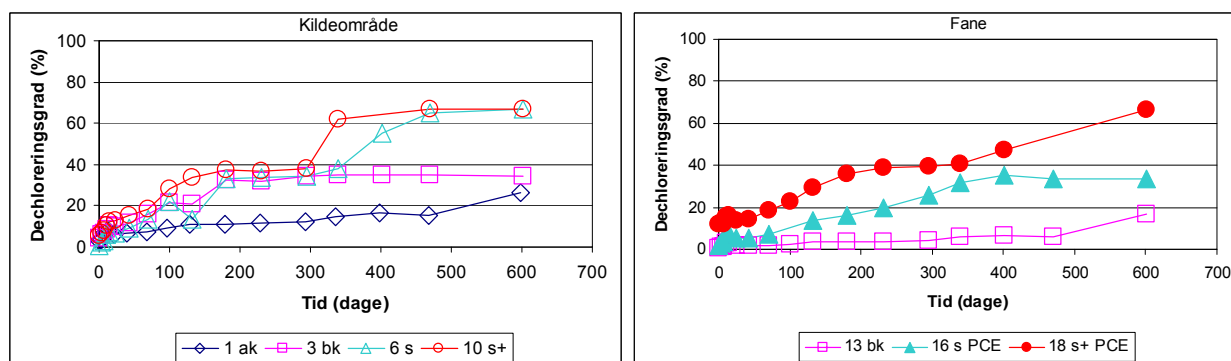 Kildeområde
Dechloreringsgrad (%)
100
80
60
40
20
0
0 100 200 300 400 500 600 700
Tid (dage)
1 ak 3 bk 6 s 10 s+
Fane
Dechloreringsgrad (%)
100
80
60
40
20
0
0 100 200 300 400 500 600 700
Tid (dage)
13 bk 16 s PCE 18 s+ PCE